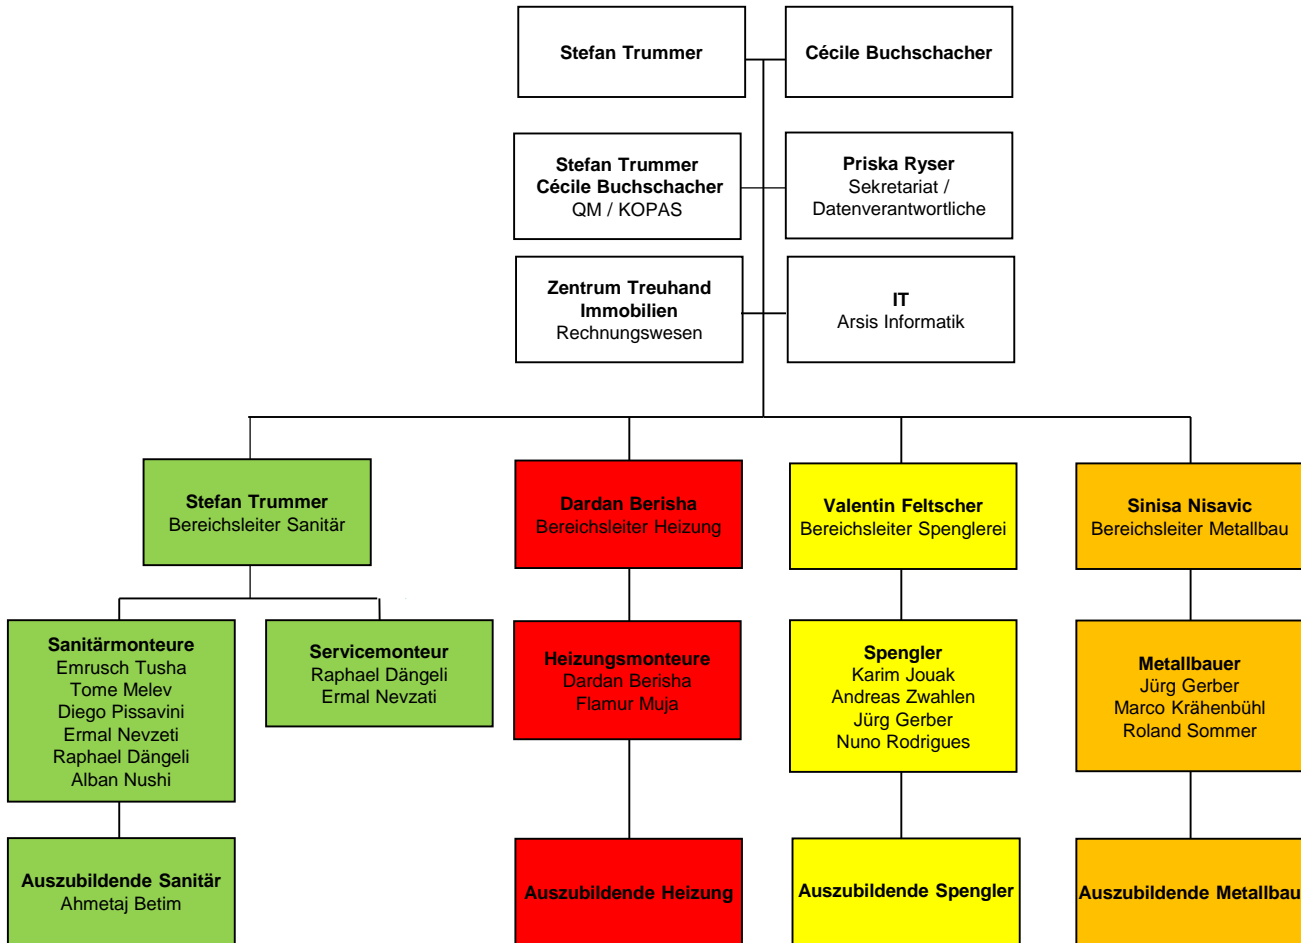 Stefan Trummer
Cécile Buchschacher
Stefan Trummer
Cécile Buchschacher
QM / KOPAS
Priska Ryser
Sekretariat /
Datenverantwortliche
Zentrum Treuhand
Immobilien
Rechnungswesen
IT
Arsis Informatik
Stefan Trummer
Bereichsleiter Sanitär
Dardan Berisha
Bereichsleiter Heizung
Valentin Feltscher
Bereichsleiter Spenglerei
Sinisa Nisavic
Bereichsleiter Metallbau
Sanitärmonteure
Emrusch Tusha
Tome Melev
Diego Pissavini
Ermal Nevzeti
Raphael Dängeli
Alban Nushi
Servicemonteur
Raphael Dängeli
Ermal Nevzati
Heizungsmonteure
Dardan Berisha
Flamur Muja
Spengler
Karim Jouak
Andreas Zwahlen
Jürg Gerber
Nuno Rodrigues
Metallbauer
Jürg Gerber
Marco Krähenbühl
Roland Sommer
Auszubildende Sanitär
Ahmetaj Betim
Auszubildende Heizung
Auszubildende Spengler
Auszubildende Metallbau